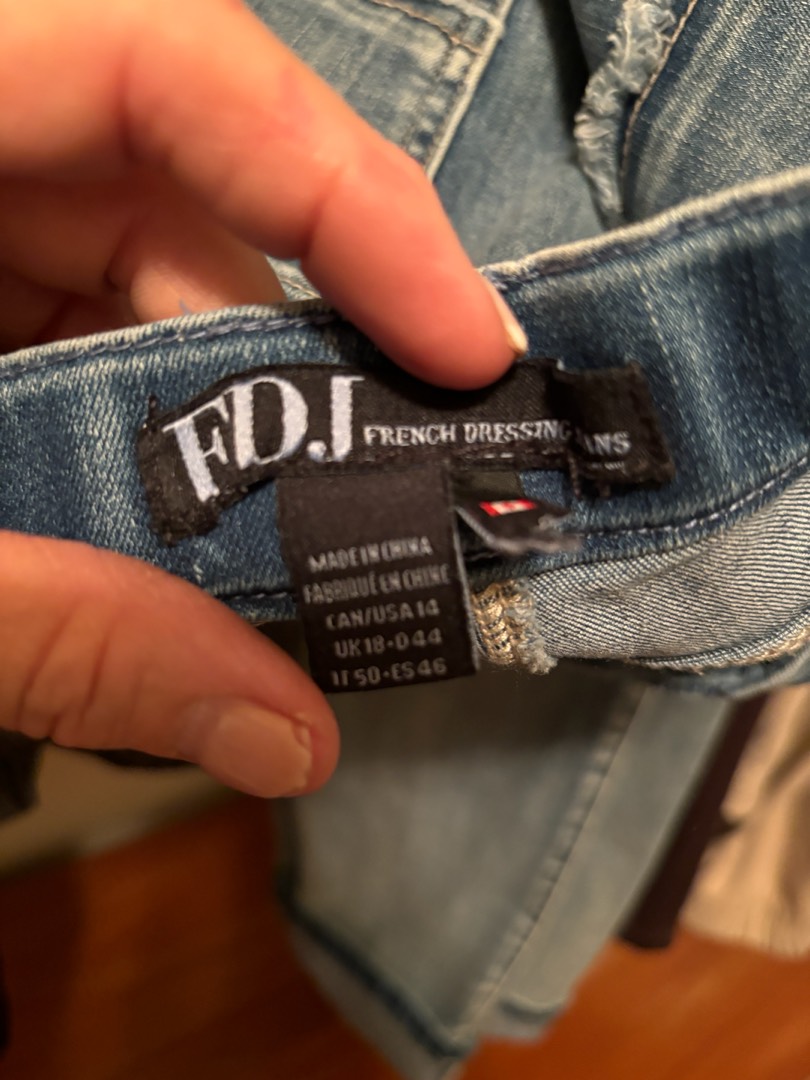 FDJ FRENCH DRESSING
MADE IN CHINA
FABRIQUÉ EN CHINE
CAN/USA 14
UK 18-D 44
IT 50-ES 46